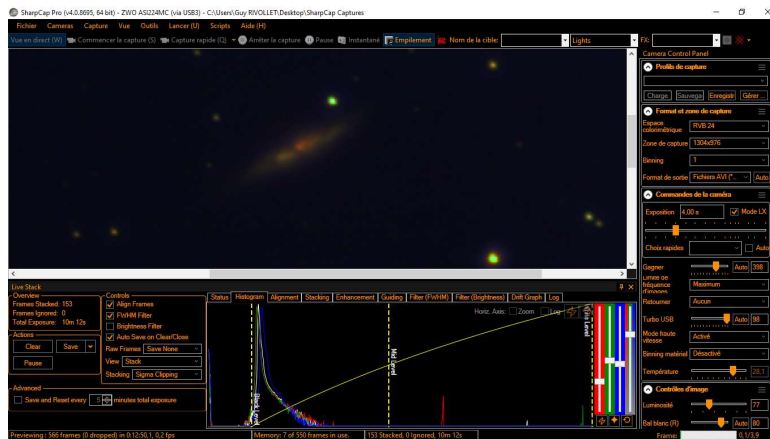 SharpCap Pro (v4.0.8695, 64 bit) - ZWO ASI224MC (via USB3) - C:\Users\Guy RIVOLLET\Desktop\SharpCap Captures
Fichier Cameras Capture Vue Outils Lancer (U) Scripts Aide (H)
Vue en direct (W) Commencer la capture (S) Capture rapide (Q) Arrêter la capture Pause Instantané Empilement Nom de la cible: Lights FX:
Camera Control Panel
Profils de capture
Charge Sauvega Enregistr Gérer ...
Format et zone de capture
Espace colorimétrique RVB 24
Zone de capture 1304x376
Binning 1
Format de sortie Fichiers AVI (*.. Auto
Commandes de la caméra
Exposition 4,00 s Mode LX
Choix rapides Auto
Gagner Auto 398
Limite de fréquence d'images Maximum
Retourner Aucun
Turbo USB Auto 98
Mode haute vitesse Activé
Binning matériel Désactivé
Température 28,1
Contrôles d'image
Luminosité 77
Bal blanc (R) Auto 80
Live Stack
Overview
Frames Stacked: 153
Frames Ignored: 0
Total Exposure: 10m 12s
Actions
Clear Save
Pause
Controls
Align Frames
FWHM Filter
Brightness Filter
Auto Save on Clear/Close
Raw Frames Save None
View Stack
Stacking Sigma Clipping
Advanced
Save and Reset every 5 minutes total exposure
Status Histogram Alignment Stacking Enhancement Guiding Filter (FWHM) Filter (Brightness) Drift Graph Log
Horiz. Axis: Zoom Log
Black Level
Mid Level
White Level
Previewing : 566 frames (0 dropped) in 0:12:50,1, 0,2 fps Memory: 7 of 550 frames in use. 153 Stacked, 0 Ignored, 10m 12s Frame: 0,1/3,9